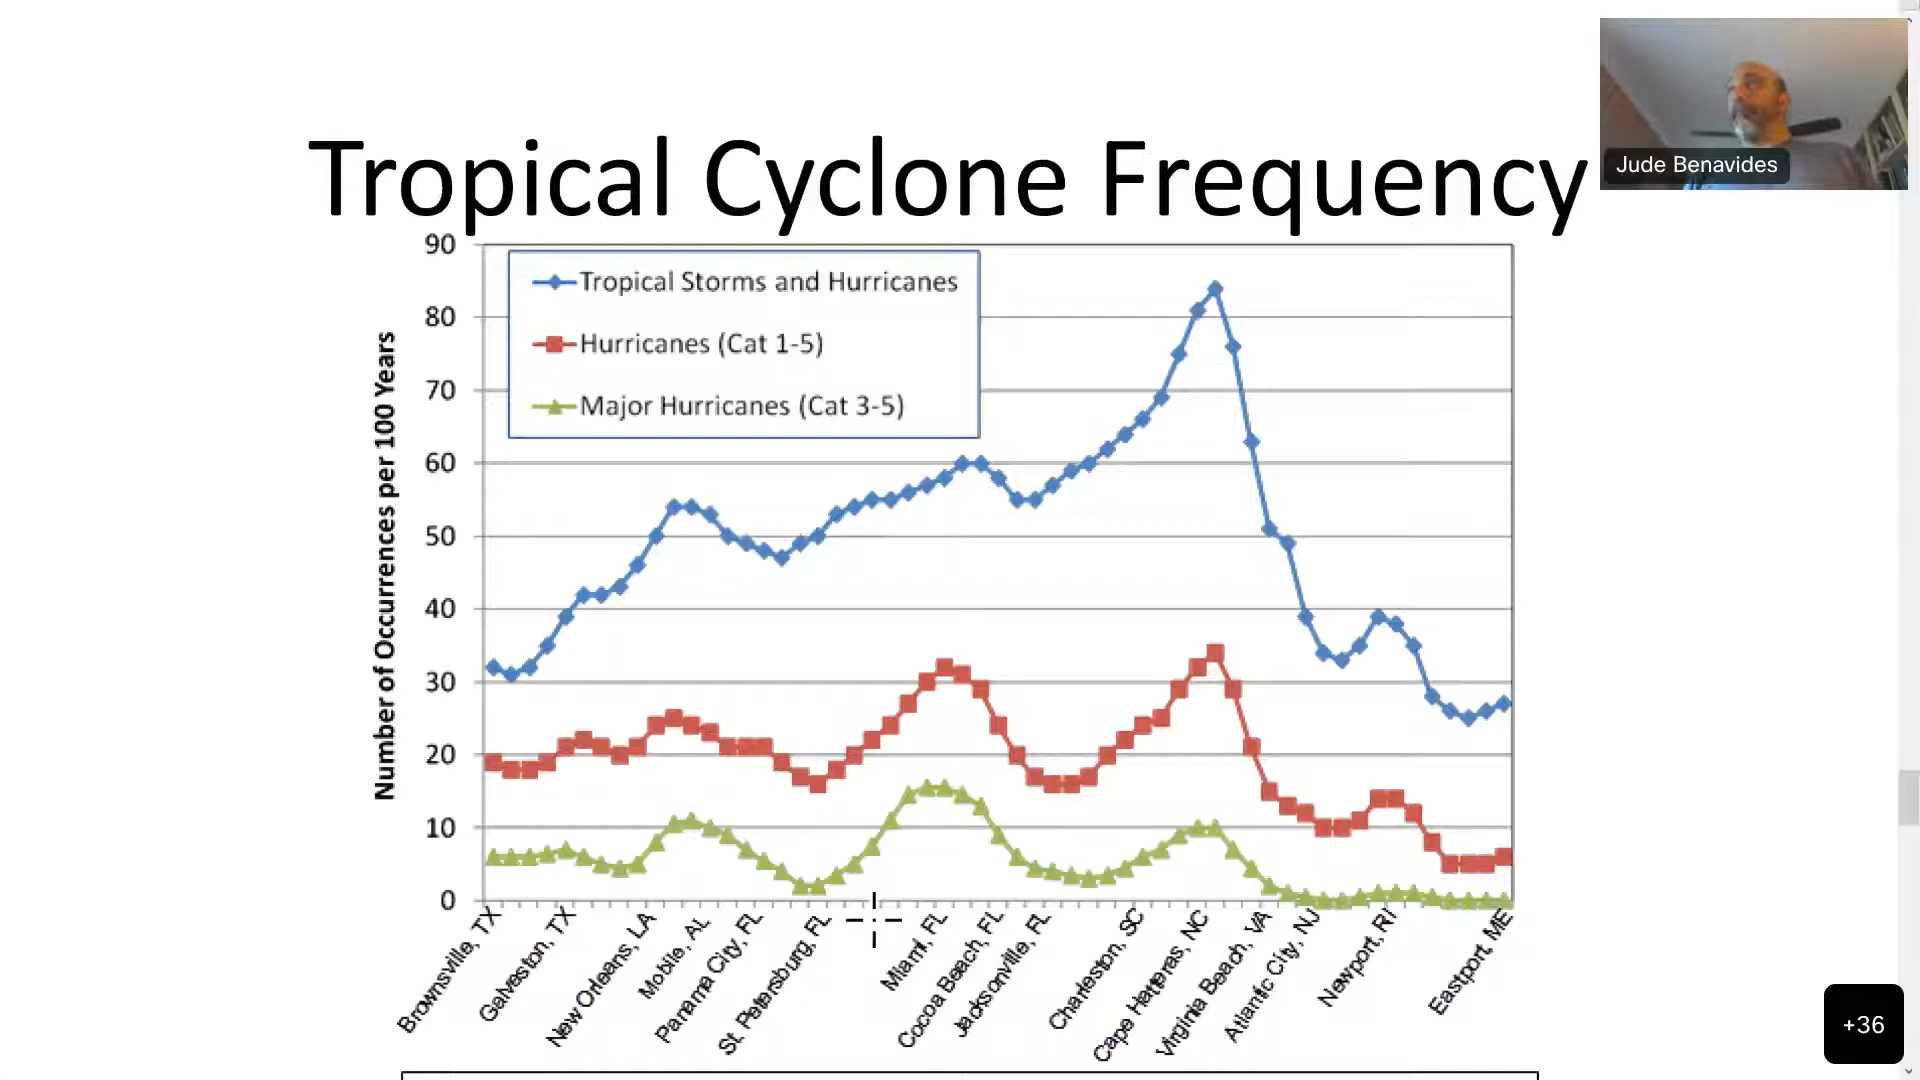 Jude Benavides
Tropical Cyclone Frequency
Number of Occurrences per 100 Years
90
80
70
60
50
40
30
20
10
0
Tropical Storms and Hurricanes
Hurricanes (Cat 1-5)
Major Hurricanes (Cat 3-5)
Brownsville, TX
Galveston, TX
New Orleans, LA
Mobile, AL
Panama City, FL
St. Petersburg, FL
Miami, FL
Cocoa Beach, FL
Jacksonville, FL
Charleston, SC
Cape Hatteras, NC
Virginia Beach, VA
Atlantic City, NJ
Newport, RI
Eastport, ME
+36